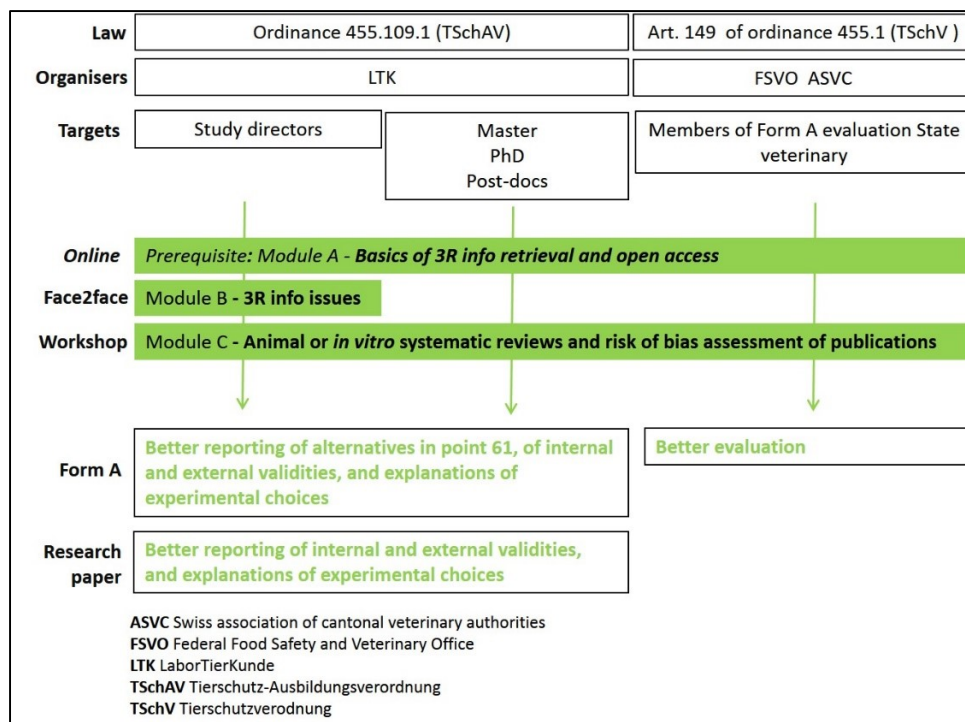 Law Ordinance 455.109.1 (TSchAV) Art. 149 of ordinance 455.1 (TSchV )
Organisers LTK FSVO ASVC
Targets Study directors Master Members of Form A evaluation State
PhD veterinary
Post-docs
Online Prerequisite: Module A - Basics of 3R info retrieval and open access
Face2face Module B - 3R info issues
Workshop Module C - Animal or in vitro systematic reviews and risk of bias assessment of publications
Better reporting of alternatives in point 61, of internal Better evaluation
Form A and external validities, and explanations of
experimental choices
Research Better reporting of internal and external validities,
paper and explanations of experimental choices
ASVC Swiss association of cantonal veterinary authorities
FSVO Federal Food Safety and Veterinary Office
LTK LaborTierKunde
TSchAV Tierschutz-Ausbildungsverordnung
TSchV Tierschutzverodnung